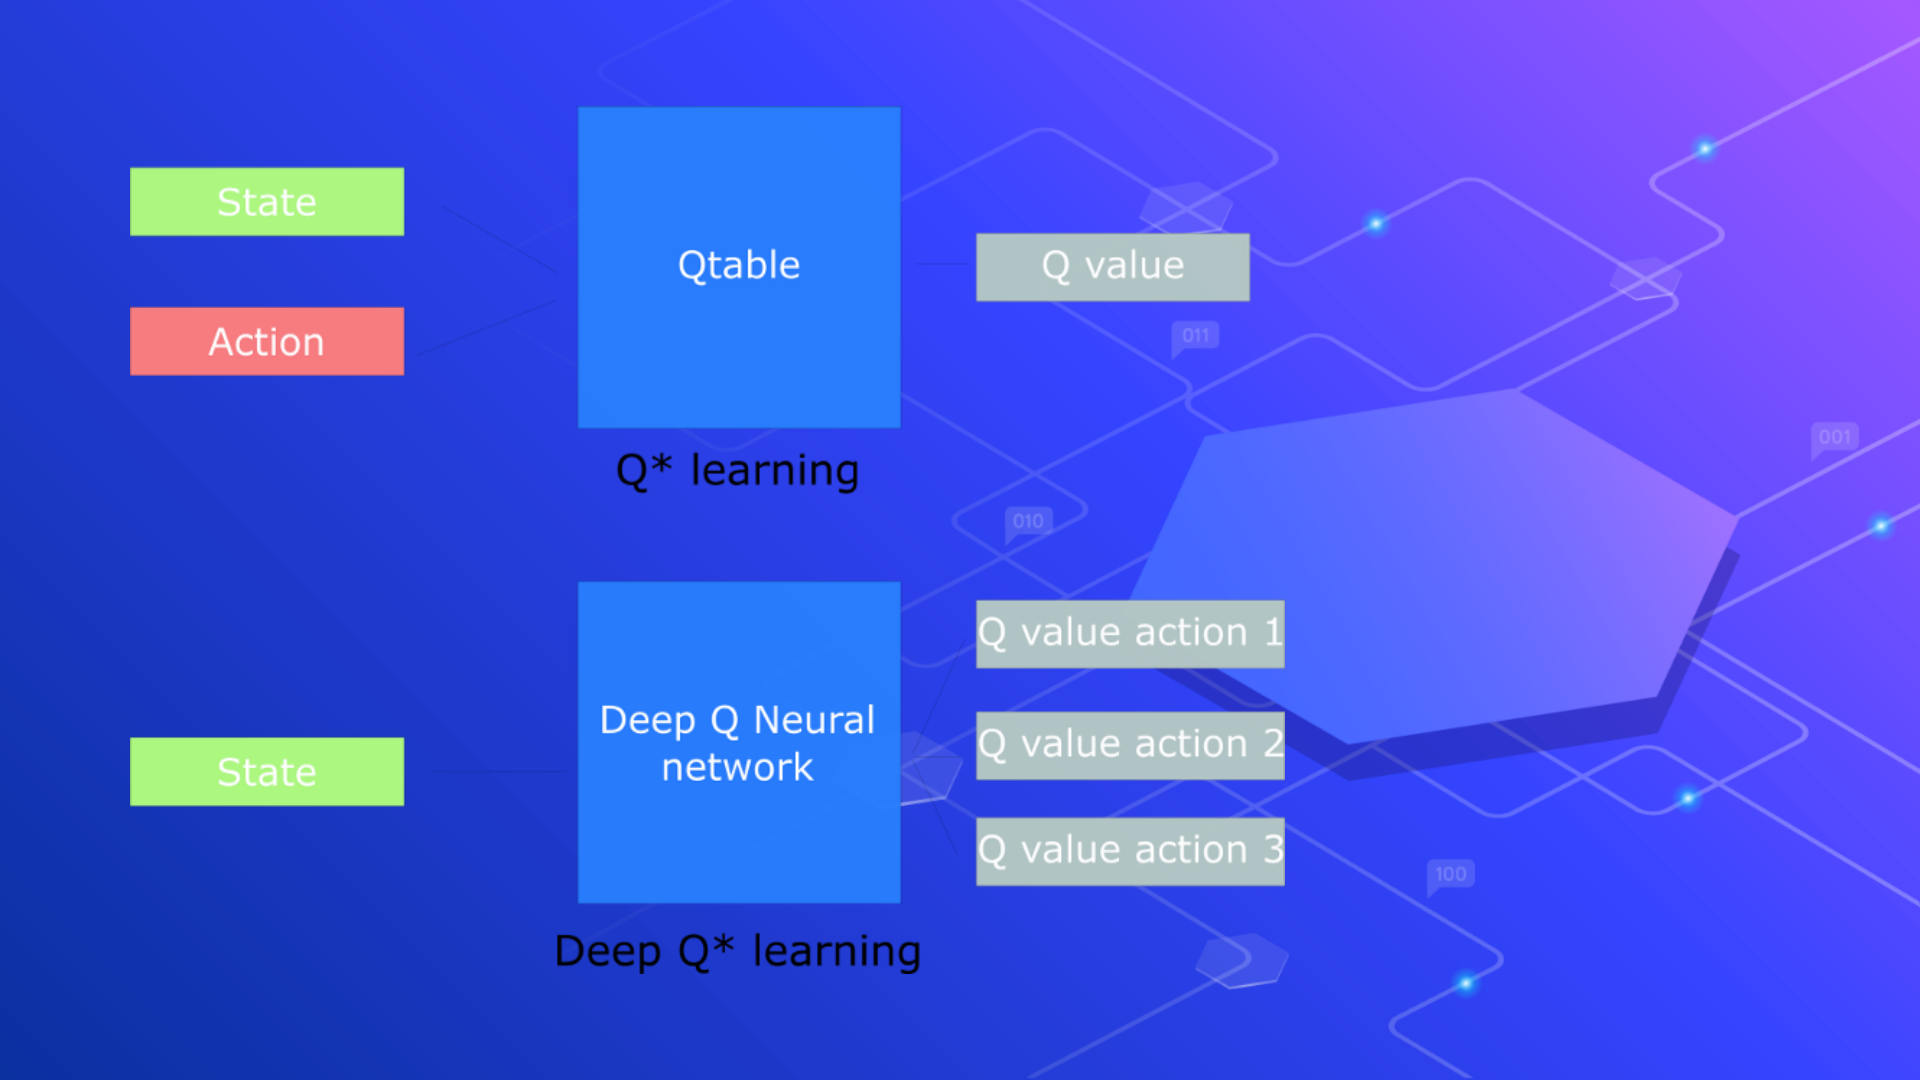 State
Action
Qtable
Q value
Q* learning
011
001
010
State
Deep Q Neural
network
Q value action 1
Q value action 2
Q value action 3
100
Deep Q* learning